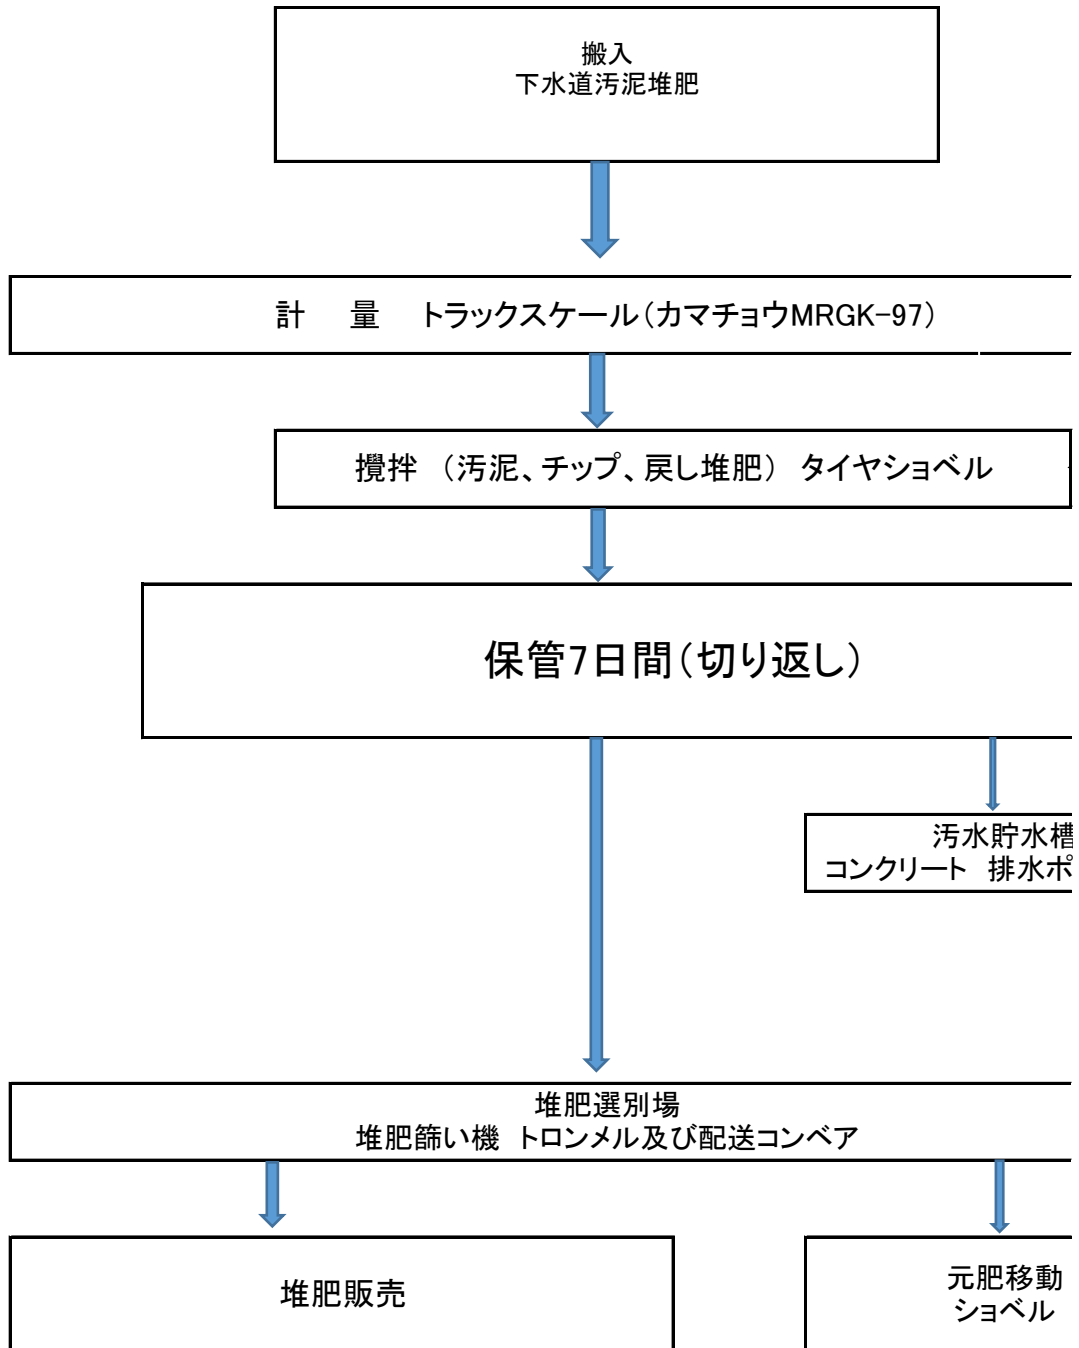 搬入
下水道汚泥堆肥
計　量　トラックスケール（カマチョウMRGK-97）
攪拌　（汚泥、チップ、戻し堆肥）　タイヤショベル
保管7日間（切り返し）
汚水貯水槽
コンクリート　排水ポ
堆肥選別場
堆肥篩い機　トロンメル及び配送コンベア
堆肥販売
元肥移動
ショベル